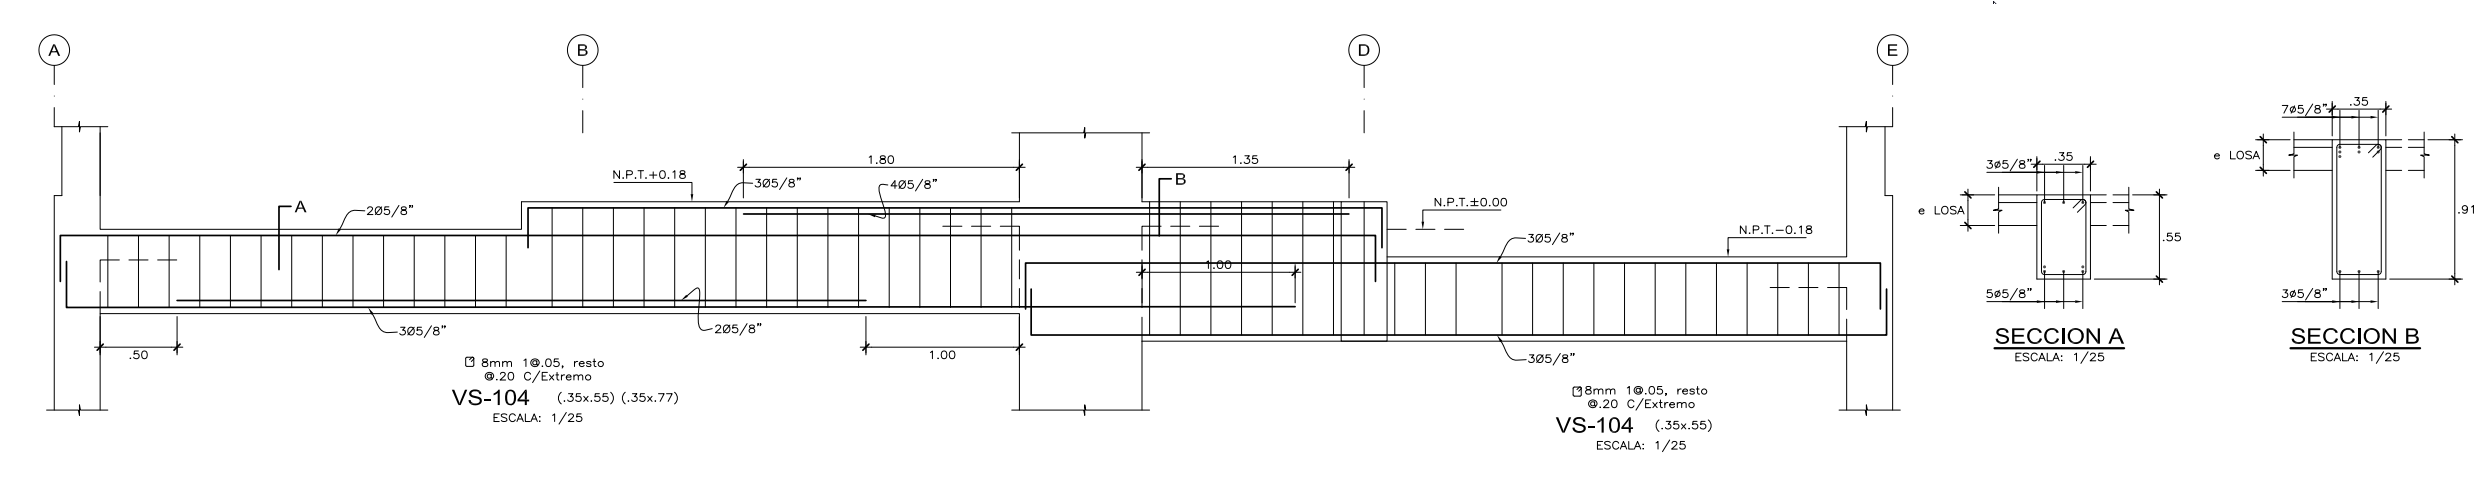 A
B
D
E
1.80
1.35
N.P.T.+0.18
3Ø5/8"
4Ø5/8"
B
A
2Ø5/8"
N.P.T.±0.00
N.P.T.−0.18
3Ø5/8"
1.00
3Ø5/8"
2Ø5/8"
.50
1.00
3Ø5/8"
8mm 1@.05, resto
@.20 C/Extremo
VS-104 (.35x.55) (.35x.77)
ESCALA: 1/25
8mm 1@.05, resto
@.20 C/Extremo
VS-104 (.35x.55)
ESCALA: 1/25
3ø5/8"
.35
e LOSA
.55
5ø5/8"
SECCION A
ESCALA: 1/25
7ø5/8"
.35
e LOSA
.91
3ø5/8"
SECCION B
ESCALA: 1/25